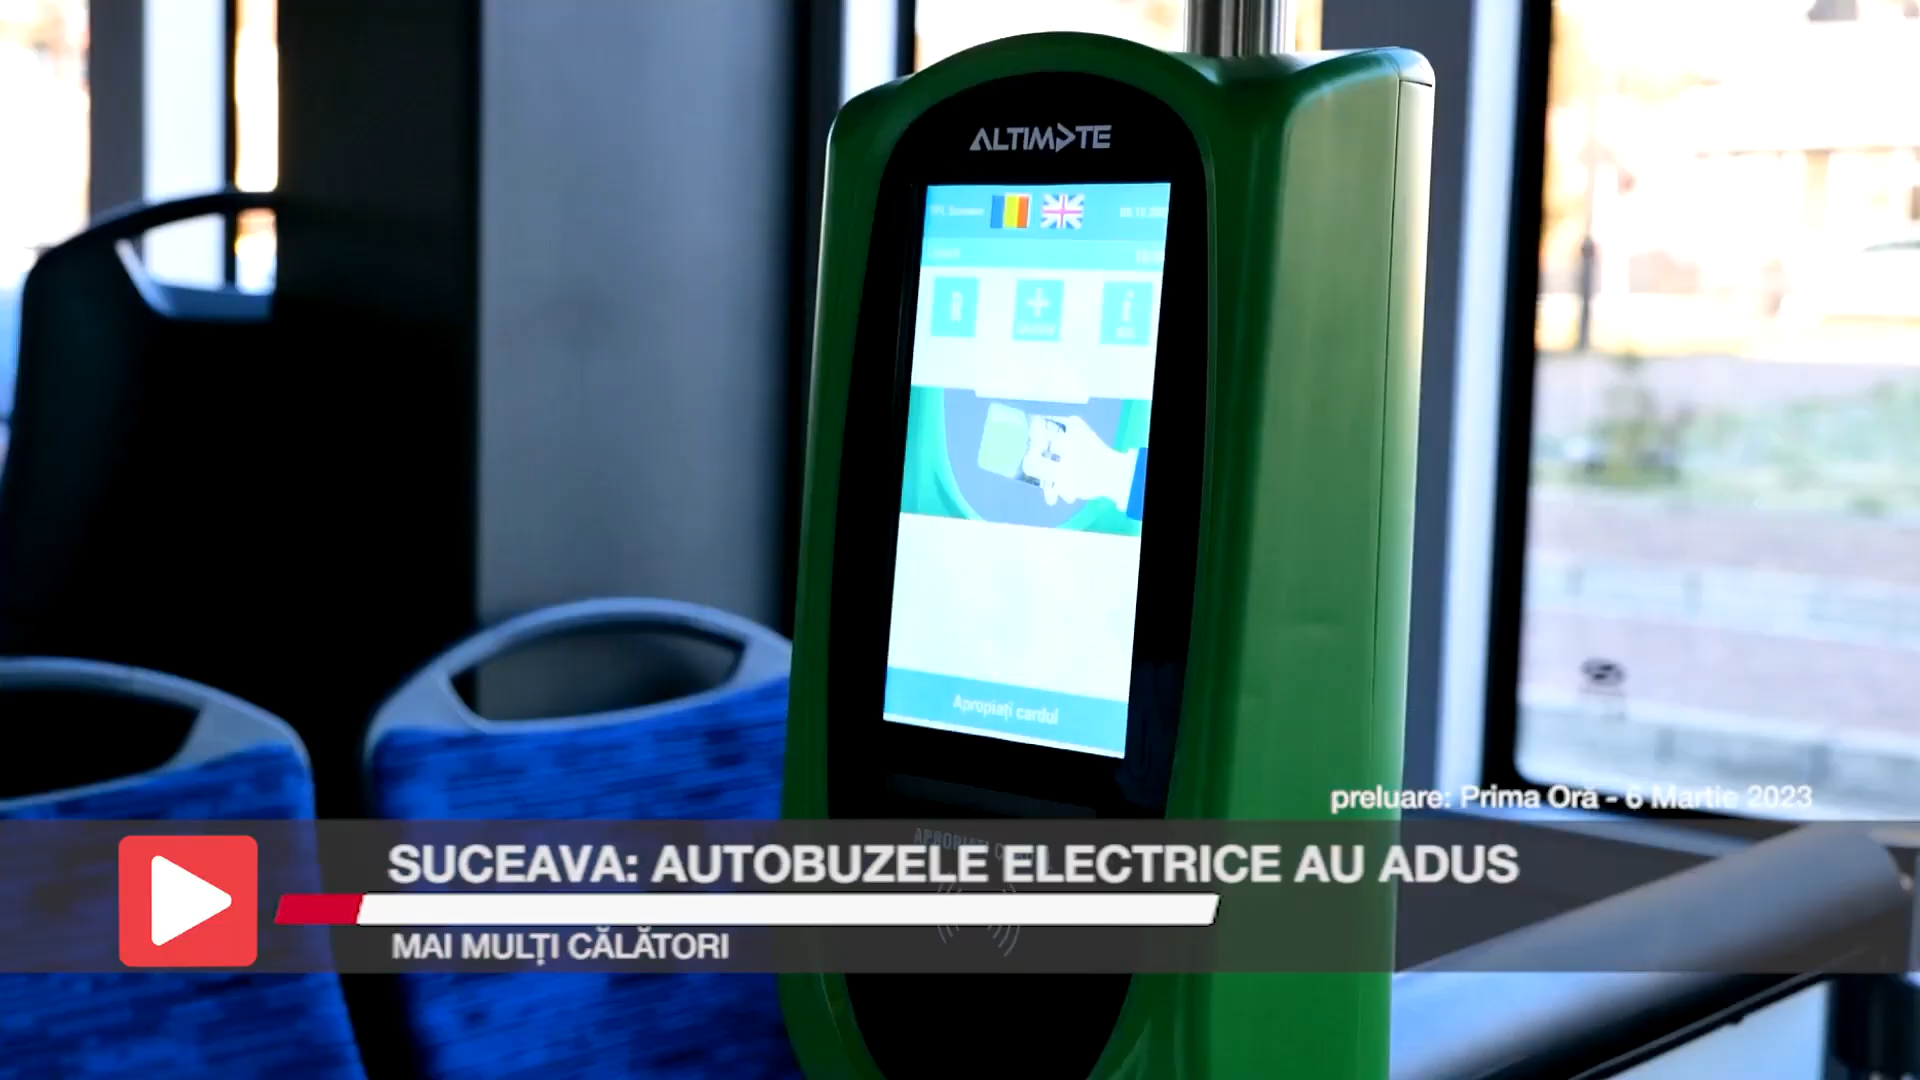 ALTIMATE
Apropiați cardul
preluare: Prima Oră - 6 Martie 2023
SUCEAVA: AUTOBUZELE ELECTRICE AU ADUS
MAI MULȚI CĂLĂTORI